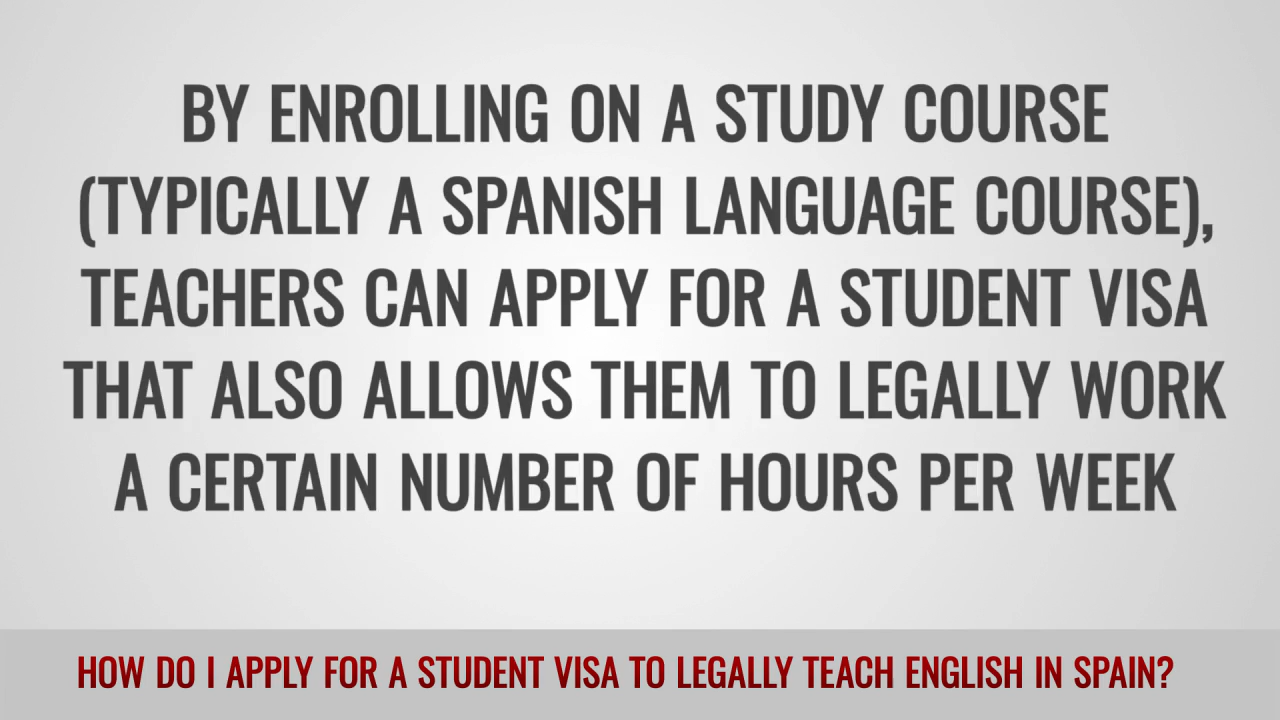 BY ENROLLING ON A STUDY COURSE
(TYPICALLY A SPANISH LANGUAGE COURSE),
TEACHERS CAN APPLY FOR A STUDENT VISA
THAT ALSO ALLOWS THEM TO LEGALLY WORK
A CERTAIN NUMBER OF HOURS PER WEEK
HOW DO I APPLY FOR A STUDENT VISA TO LEGALLY TEACH ENGLISH IN SPAIN?